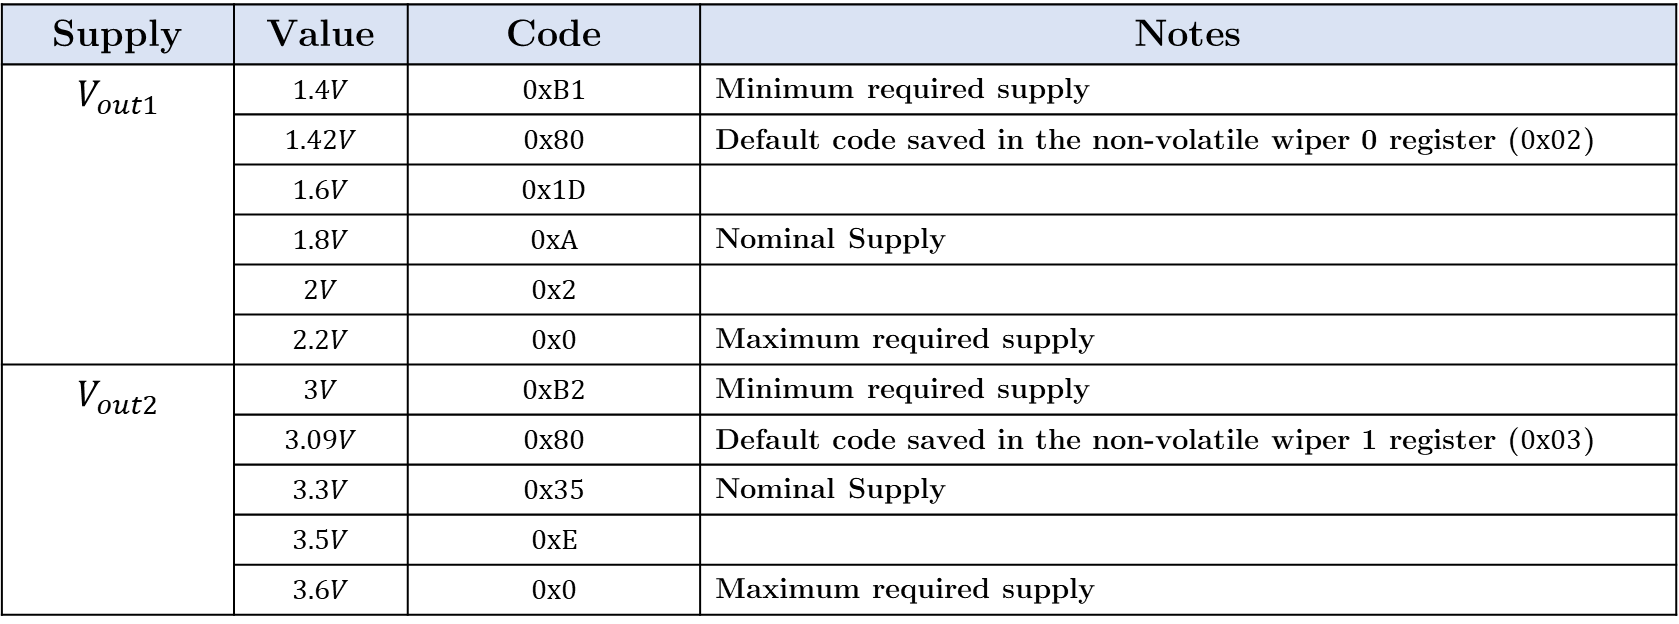 Supply Value Code Notes
Vout1 1.4V 0xB1 Minimum required supply
1.42V 0x80 Default code saved in the non-volatile wiper 0 register (0x02)
1.6V 0x1D
1.8V 0xA Nominal Supply
2V 0x2
2.2V 0x0 Maximum required supply
Vout2 3V 0xB2 Minimum required supply
3.09V 0x80 Default code saved in the non-volatile wiper 1 register (0x03)
3.3V 0x35 Nominal Supply
3.5V 0xE
3.6V 0x0 Maximum required supply